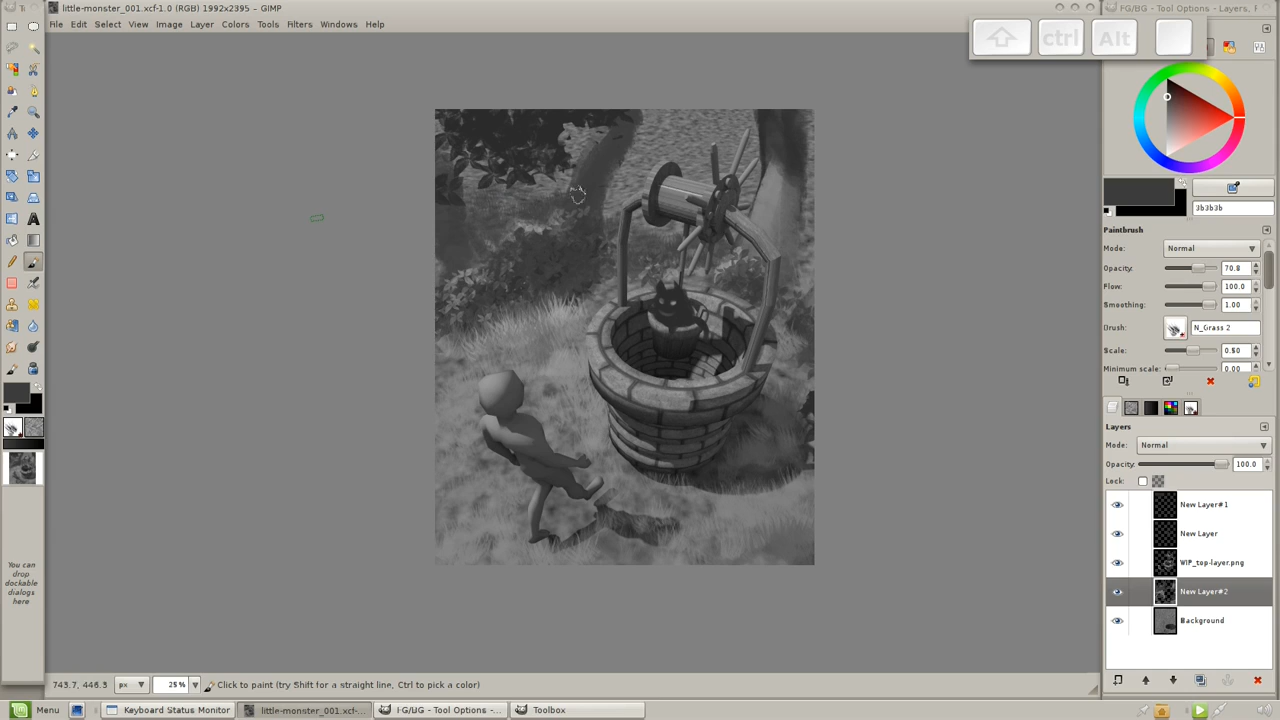 little-monster_001.xcf-1.0 (RGB) 1992x2395 – GIMP
FG/BG - Tool Options - Layers,
File Edit Select View Image Layer Colors Tools Filters Windows Help
ctrl Alt
3b3b3b
Paintbrush
Mode: Normal
Opacity: 70.8
Flow: 100.0
Smoothing: 1.00
Brush: N_Grass 2
Scale: 0.50
Minimum scale: 0.00
Layers
Mode: Normal
Opacity: 100.0
Lock:
New Layer#1
New Layer
WIP_top-layer.png
New Layer#2
Background
You can
drop
dockable
dialogs
here
743.7, 446.3 px 25% Click to paint (try Shift for a straight line, Ctrl to pick a color)
Menu Keyboard Status Monitor little-monster_001.xcf-... FG/BG - Tool Options -... Toolbox